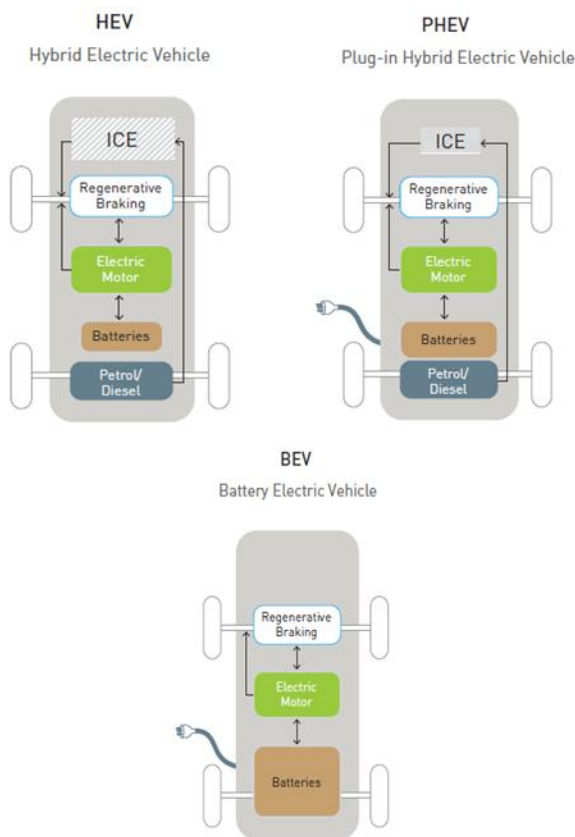 HEV
Hybrid Electric Vehicle
ICE
Regenerative
Braking
Electric
Motor
Batteries
Petrol/
Diesel
PHEV
Plug-in Hybrid Electric Vehicle
ICE
Regenerative
Braking
Electric
Motor
Batteries
Petrol/
Diesel
BEV
Battery Electric Vehicle
Regenerative
Braking
Electric
Motor
Batteries